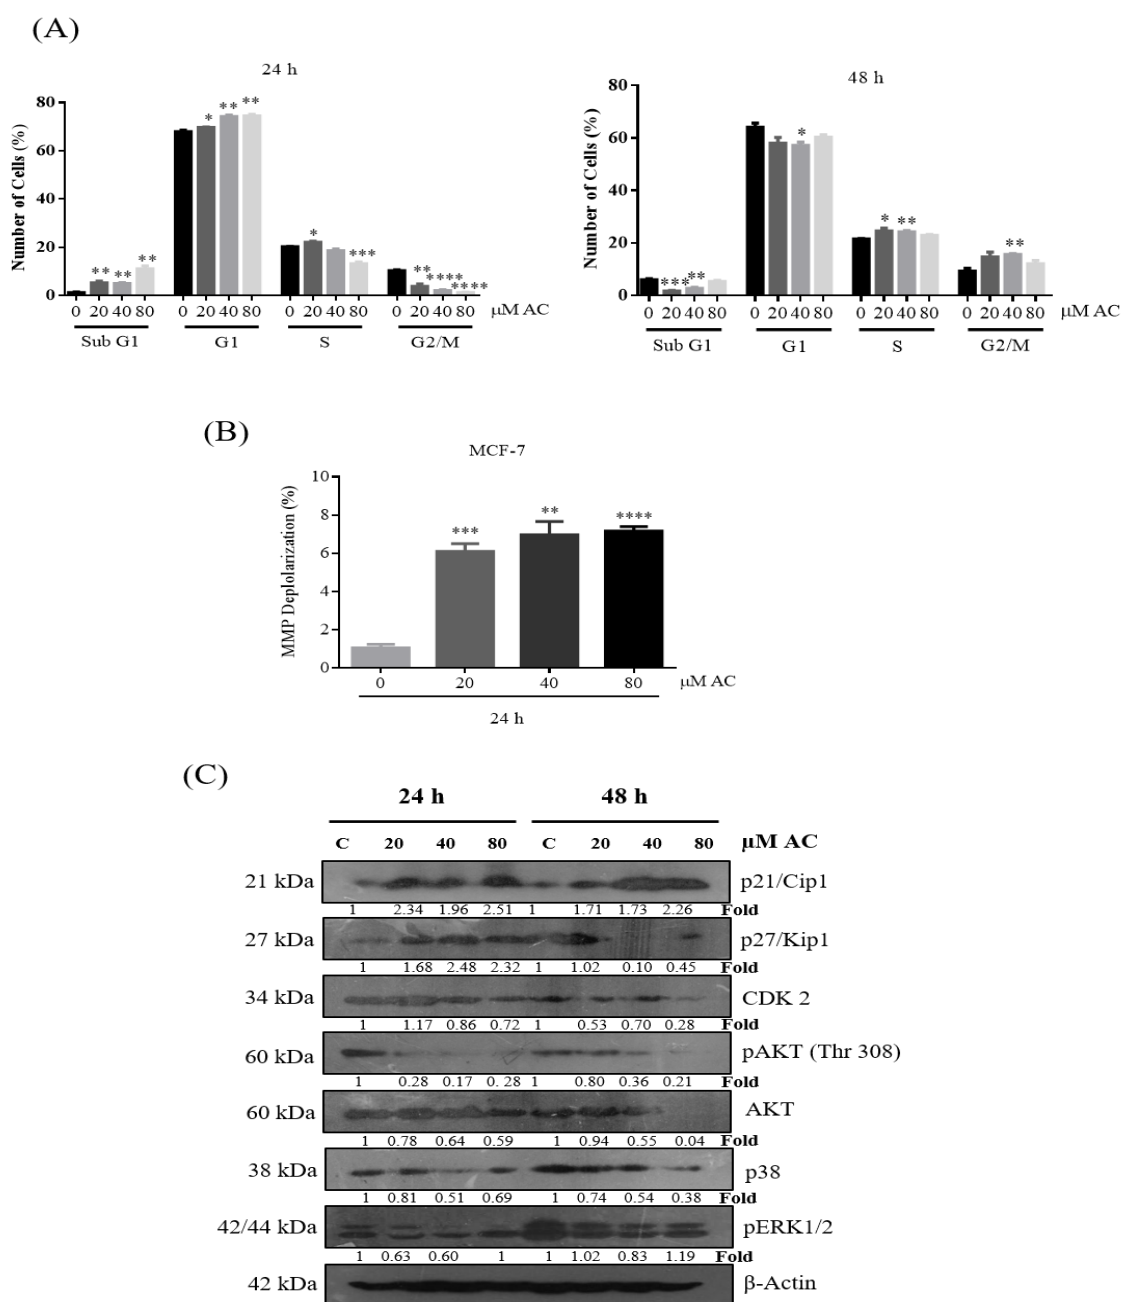 (A)
24 h
Number of Cells (%)
80
60
40
20
0
* ** **
* ***
** ** **
** **** ****
0 20 40 80 0 20 40 80 0 20 40 80 0 20 40 80 μM AC
Sub G1 G1 S G2/M
48 h
Number of Cells (%)
80
60
40
20
0
*
* **
*** **
**
0 20 40 80 0 20 40 80 0 20 40 80 0 20 40 80 μM AC
Sub G1 G1 S G2/M
(B)
MCF-7
MMP Deplolarization (%)
10
8
6
4
2
0
*** ** ****
0 20 40 80 μM AC
24 h
(C)
24 h 48 h
C 20 40 80 C 20 40 80 μM AC
21 kDa p21/Cip1
1 2.34 1.96 2.51 1 1.71 1.73 2.26 Fold
27 kDa p27/Kip1
1 1.68 2.48 2.32 1 1.02 0.10 0.45 Fold
34 kDa CDK 2
1 1.17 0.86 0.72 1 0.53 0.70 0.28 Fold
60 kDa pAKT (Thr 308)
1 0.28 0.17 0. 28 1 0.80 0.36 0.21 Fold
60 kDa AKT
1 0.78 0.64 0.59 1 0.94 0.55 0.04 Fold
38 kDa p38
1 0.81 0.51 0.69 1 0.74 0.54 0.38 Fold
42/44 kDa pERK1/2
1 0.63 0.60 1 1 1.02 0.83 1.19 Fold
42 kDa β-Actin